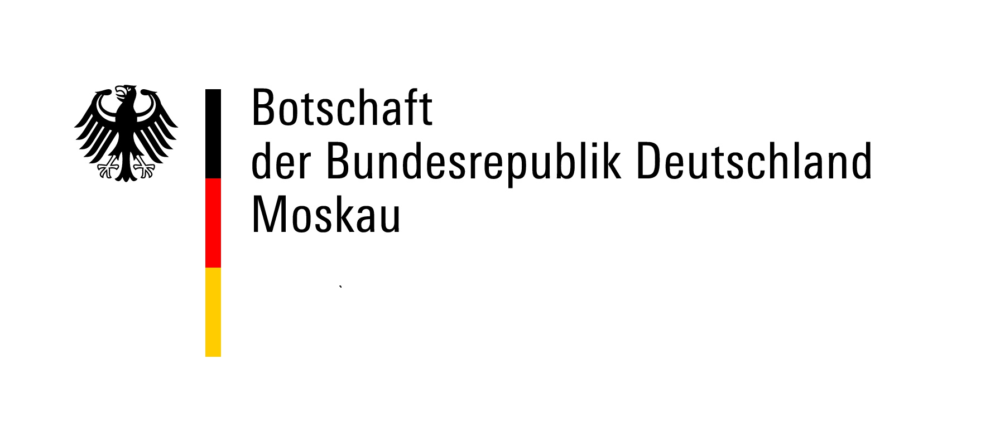 Botschaft
der Bundesrepublik Deutschland
Moskau